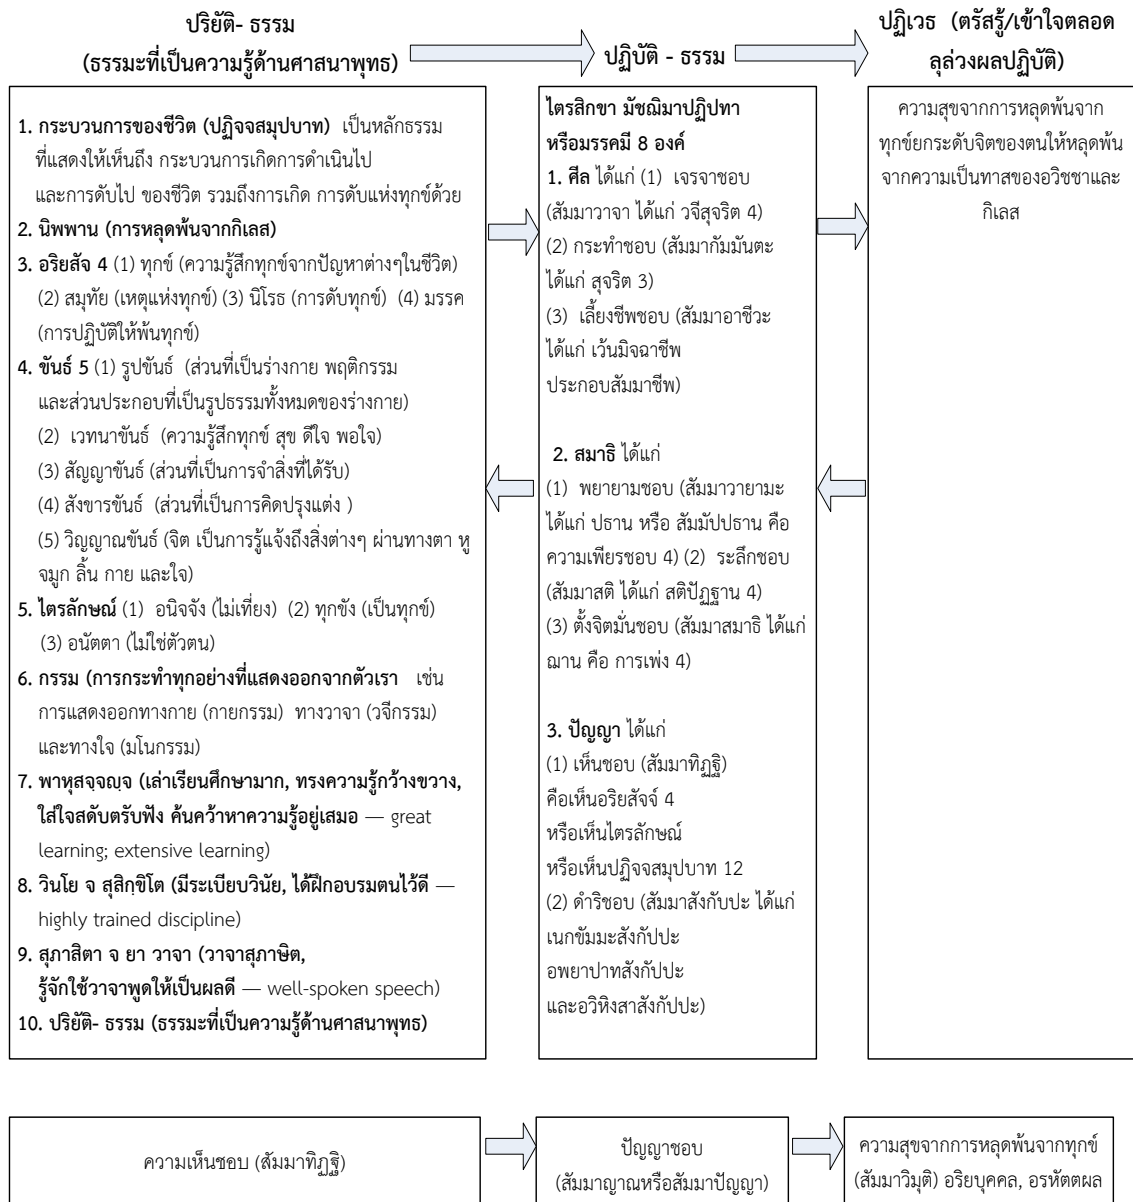 ปริยัติ- ธรรม
(ธรรมะที่เป็นความรู้ด้านศาสนาพุทธ)
ปฏิบัติ - ธรรม
ปฏิเวธ (ตรัสรู้/เข้าใจตลอด
ลุล่วงผลปฏิบัติ)
1. กระบวนการของชีวิต (ปฏิจจสมุปบาท) เป็นหลักธรรม
ที่แสดงให้เห็นถึง กระบวนการเกิดการดำเนินไป
และการดับไป ของชีวิต รวมถึงการเกิด การดับแห่งทุกข์ด้วย
2. นิพพาน (การหลุดพ้นจากกิเลส)
3. อริยสัจ 4 (1) ทุกข์ (ความรู้สึกทุกข์จากปัญหาต่างๆในชีวิต)
(2) สมุทัย (เหตุแห่งทุกข์) (3) นิโรธ (การดับทุกข์) (4) มรรค
(การปฏิบัติให้พ้นทุกข์)
4. ขันธ์ 5 (1) รูปขันธ์ (ส่วนที่เป็นร่างกาย พฤติกรรม
และส่วนประกอบที่เป็นรูปธรรมทั้งหมดของร่างกาย)
(2) เวทนาขันธ์ (ความรู้สึกทุกข์ สุข ดีใจ พอใจ)
(3) สัญญาขันธ์ (ส่วนที่เป็นการจำสิ่งที่ได้รับ)
(4) สังขารขันธ์ (ส่วนที่เป็นการคิดปรุงแต่ง )
(5) วิญญาณขันธ์ (จิต เป็นการรู้แจ้งถึงสิ่งต่างๆ ผ่านทางตา หู
จมูก ลิ้น กาย และใจ)
5. ไตรลักษณ์ (1) อนิจจัง (ไม่เที่ยง) (2) ทุกขัง (เป็นทุกข์)
(3) อนัตตา (ไม่ใช่ตัวตน)
6. กรรม (การกระทำทุกอย่างที่แสดงออกจากตัวเรา เช่น
การแสดงออกทางกาย (กายกรรม) ทางวาจา (วจีกรรม)
และทางใจ (มโนกรรม)
7. พาหุสจฺจญฺจ (เล่าเรียนศึกษามาก, ทรงความรู้กว้างขวาง,
ใส่ใจสดับตรับฟัง ค้นคว้าหาความรู้อยู่เสมอ — great
learning; extensive learning)
8. วินโย จ สุสิกฺขิโต (มีระเบียบวินัย, ได้ฝึกอบรมตนไว้ดี —
highly trained discipline)
9. สุภาสิตา จ ยา วาจา (วาจาสุภาษิต,
รู้จักใช้วาจาพูดให้เป็นผลดี — well-spoken speech)
10. ปริยัติ- ธรรม (ธรรมะที่เป็นความรู้ด้านศาสนาพุทธ)
ไตรสิกขา มัชฌิมาปฏิปทา
หรือมรรคมี 8 องค์
1. ศีล ได้แก่ (1) เจรจาชอบ
(สัมมาวาจา ได้แก่ วจีสุจริต 4)
(2) กระทำชอบ (สัมมากัมมันตะ
ได้แก่ สุจริต 3)
(3) เลี้ยงชีพชอบ (สัมมาอาชีวะ
ได้แก่ เว้นมิจฉาชีพ
ประกอบสัมมาชีพ)
2. สมาธิ ได้แก่
(1) พยายามชอบ (สัมมาวายามะ
ได้แก่ ปธาน หรือ สัมมัปปธาน คือ
ความเพียรชอบ 4) (2) ระลึกชอบ
(สัมมาสติ ได้แก่ สติปัฏฐาน 4)
(3) ตั้งจิตมั่นชอบ (สัมมาสมาธิ ได้แก่
ฌาน คือ การเพ่ง 4)
3. ปัญญา ได้แก่
(1) เห็นชอบ (สัมมาทิฏฐิ)
คือเห็นอริยสัจจ์ 4
หรือเห็นไตรลักษณ์
หรือเห็นปฏิจจสมุปบาท 12
(2) ดำริชอบ (สัมมาสังกัปปะ ได้แก่
เนกขัมมะสังกัปปะ
อพยาปาทสังกัปปะ
และอวิหิงสาสังกัปปะ)
ความสุขจากการหลุดพ้นจาก
ทุกข์ยกระดับจิตของตนให้หลุดพ้น
จากความเป็นทาสของอวิชชาและ
กิเลส
ความเห็นชอบ (สัมมาทิฏฐิ)
ปัญญาชอบ
(สัมมาญาณหรือสัมมาปัญญา)
ความสุขจากการหลุดพ้นจากทุกข์
(สัมมาวิมุติ) อริยบุคคล, อรหัตตผล